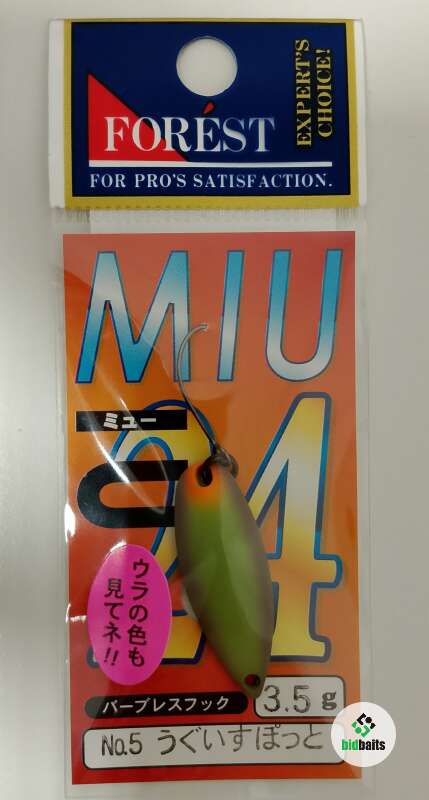 FORÉST
EXPERT'S
CHOICE!
FOR PRO'S SATISFACTION.
MIU
ミュー
24
ウラの色も
見てネ!!
バーブレスフック
3.5g
No.5 うぐいすぽっと
bidbaits